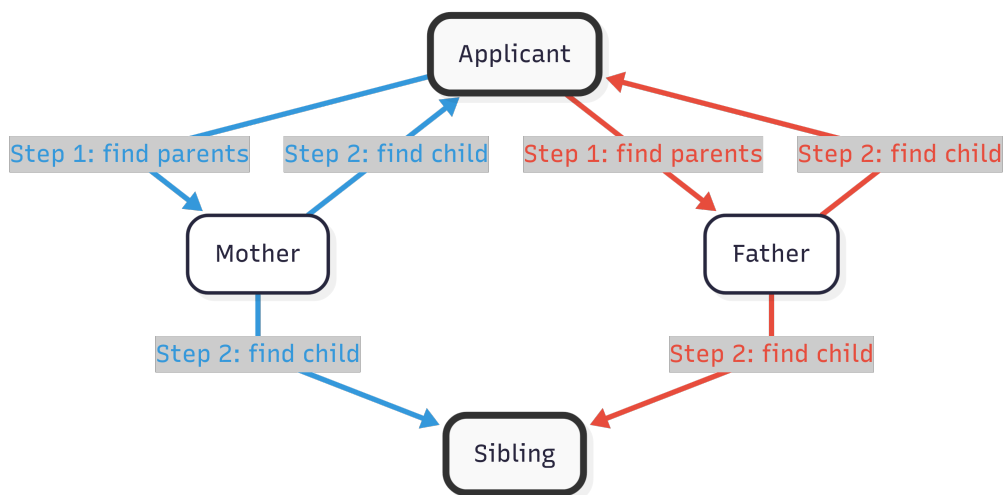 Applicant
Step 1: find parents
Step 2: find child
Step 1: find parents
Step 2: find child
Mother
Father
Step 2: find child
Step 2: find child
Sibling